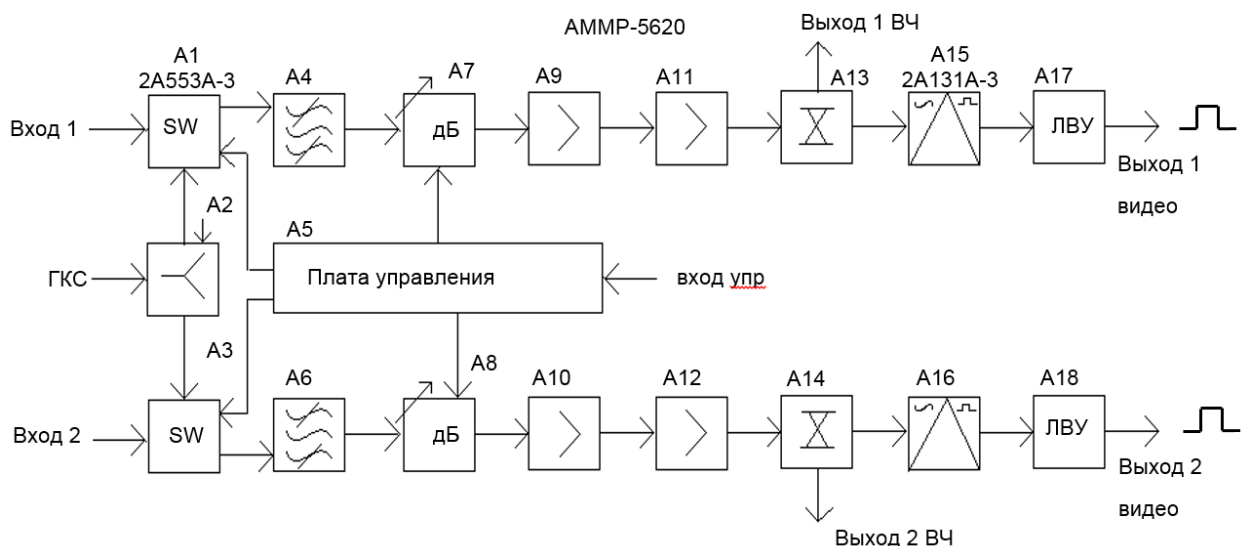 АММР-5620
Выход 1 ВЧ
А1
2А553А-3
А4
А7
А9
А11
А13
А15
2А131А-3
А17
Вход 1
SW
дБ
ЛВУ
Выход 1
видео
А2
А5
ГКС
Плата управления
вход упр
А3
А6
А8
А10
А12
А14
А16
А18
Вход 2
SW
дБ
ЛВУ
Выход 2
видео
Выход 2 ВЧ